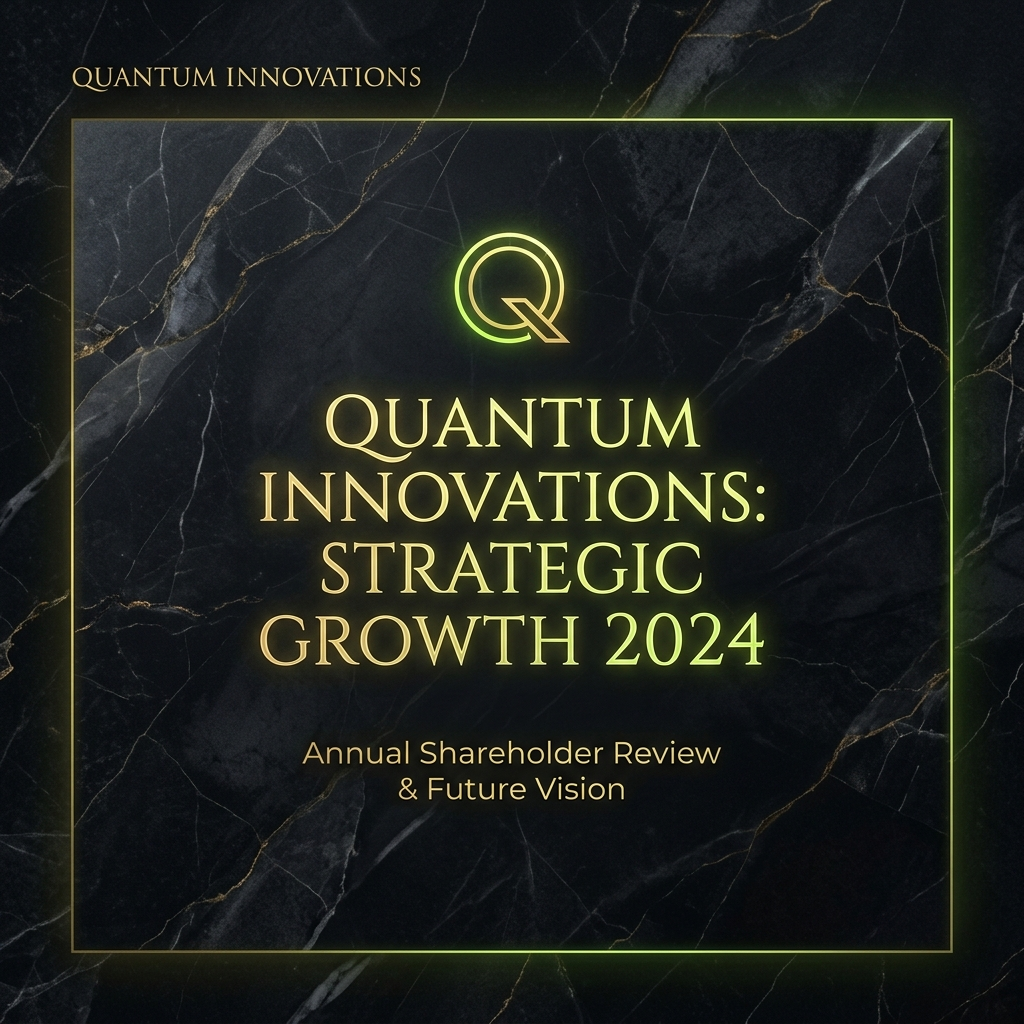 QUANTUM INNOVATIONS
QUANTUM
INNOVATIONS:
STRATEGIC
GROWTH 2024
Annual Shareholder Review
& Future Vision